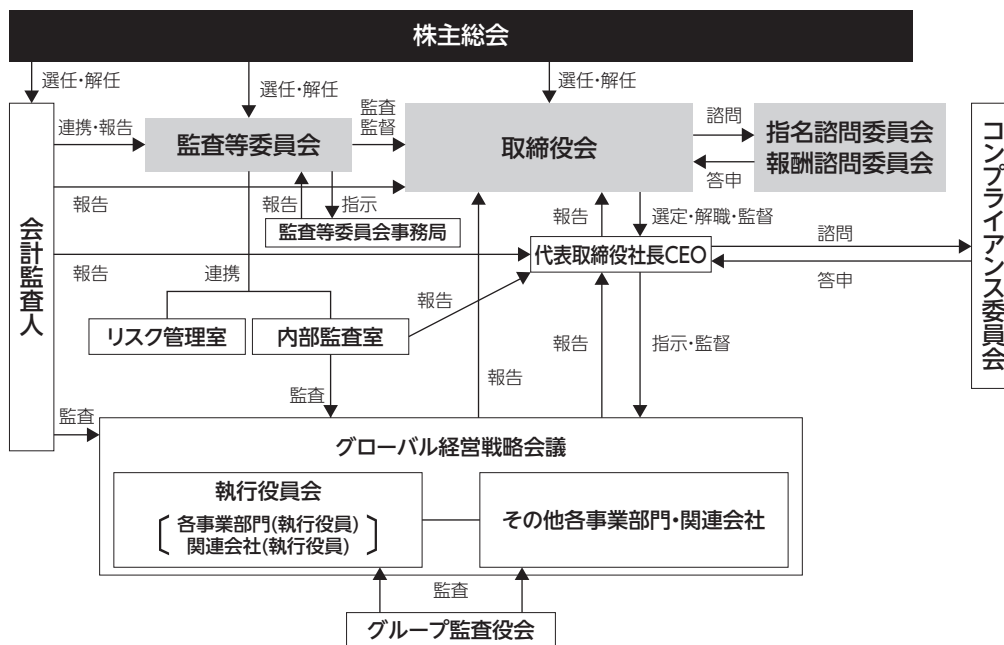 株主総会
選任・解任
選任・解任
選任・解任
連携・報告
監査等委員会
監査
監督
取締役会
諮問
答申
指名諮問委員会
報酬諮問委員会
コンプライアンス委員会
報告
報告
指示
監査等委員会事務局
報告
選定・解職・監督
会計監査人
報告
連携
代表取締役社長CEO
諮問
答申
リスク管理室
内部監査室
報告
報告
報告
指示・監督
監査
監査
グローバル経営戦略会議
執行役員会
各事業部門(執行役員)
関連会社(執行役員)
その他各事業部門・関連会社
監査
グループ監査役会